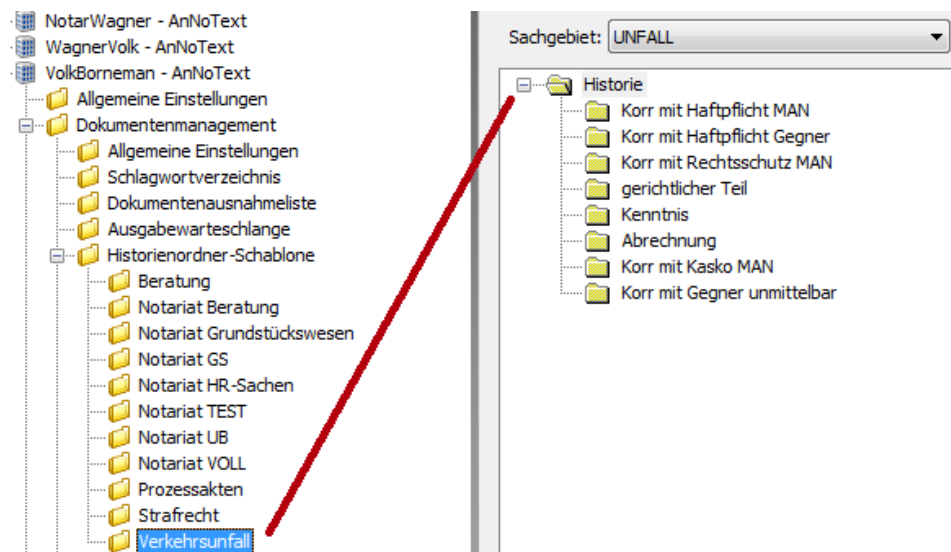 NotarWagner - AnNoText
WagnerVolk - AnNoText
VolkBorneman - AnNoText
Allgemeine Einstellungen
Dokumentenmanagement
Allgemeine Einstellungen
Schlagwortverzeichnis
Dokumentenausnahmeliste
Ausgabewarteschlange
Historienordner-Schablone
Beratung
Notariat Beratung
Notariat Grundstückswesen
Notariat GS
Notariat HR-Sachen
Notariat TEST
Notariat UB
Notariat VOLL
Prozessakten
Strafrecht
Verkehrsunfall
Sachgebiet: UNFALL
Historie
Korr mit Haftpflicht MAN
Korr mit Haftpflicht Gegner
Korr mit Rechtsschutz MAN
gerichtlicher Teil
Kenntnis
Abrechnung
Korr mit Kasko MAN
Korr mit Gegner unmittelbar